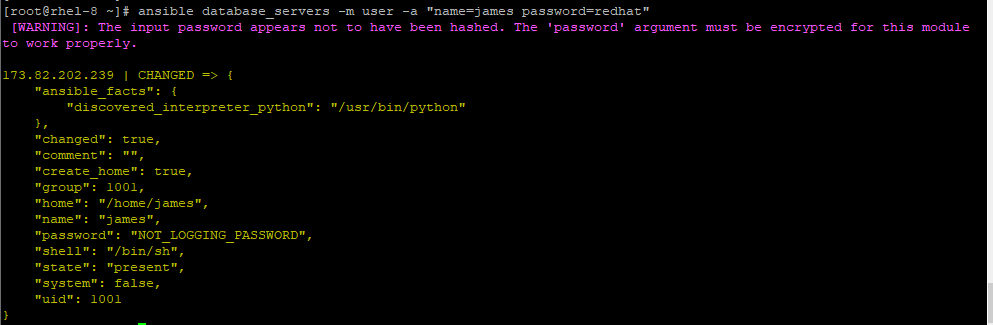 [root@rhel-8 ~]# ansible database_servers -m user -a "name=james password=redhat"
[WARNING]: The input password appears not to have been hashed. The 'password' argument must be encrypted for this module
to work properly.
173.82.202.239 | CHANGED => {
"ansible_facts": {
"discovered_interpreter_python": "/usr/bin/python"
},
"changed": true,
"comment": "",
"create_home": true,
"group": 1001,
"home": "/home/james",
"name": "james",
"password": "NOT_LOGGING_PASSWORD",
"shell": "/bin/sh",
"state": "present",
"system": false,
"uid": 1001
}